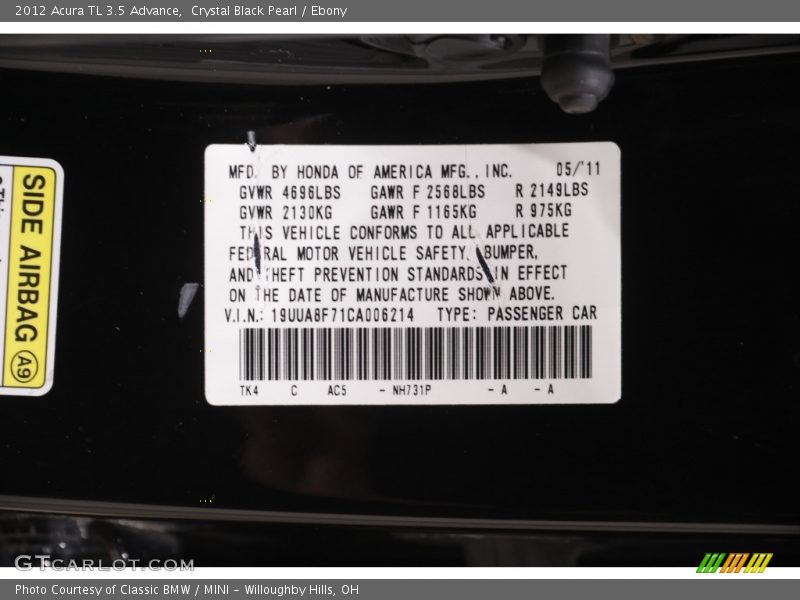 2012 Acura TL 3.5 Advance, Crystal Black Pearl / Ebony
MFD. BY HONDA OF AMERICA MFG., INC. 05/'11
GVWR 4696LBS GAWR F 2568LBS R 2149LBS
GVWR 2130KG GAWR F 1165KG R 975KG
THIS VEHICLE CONFORMS TO ALL APPLICABLE
FEDERAL MOTOR VEHICLE SAFETY, BUMPER,
AND THEFT PREVENTION STANDARDS IN EFFECT
ON THE DATE OF MANUFACTURE SHOWN ABOVE.
V.I.N.: 19UUA8F71CA006214 TYPE: PASSENGER CAR
TK4 C AC5 - NH731P - A - A
SIDE AIRBAG A9
GTCARLOT.COM
Photo Courtesy of Classic BMW / MINI - Willoughby Hills, OH